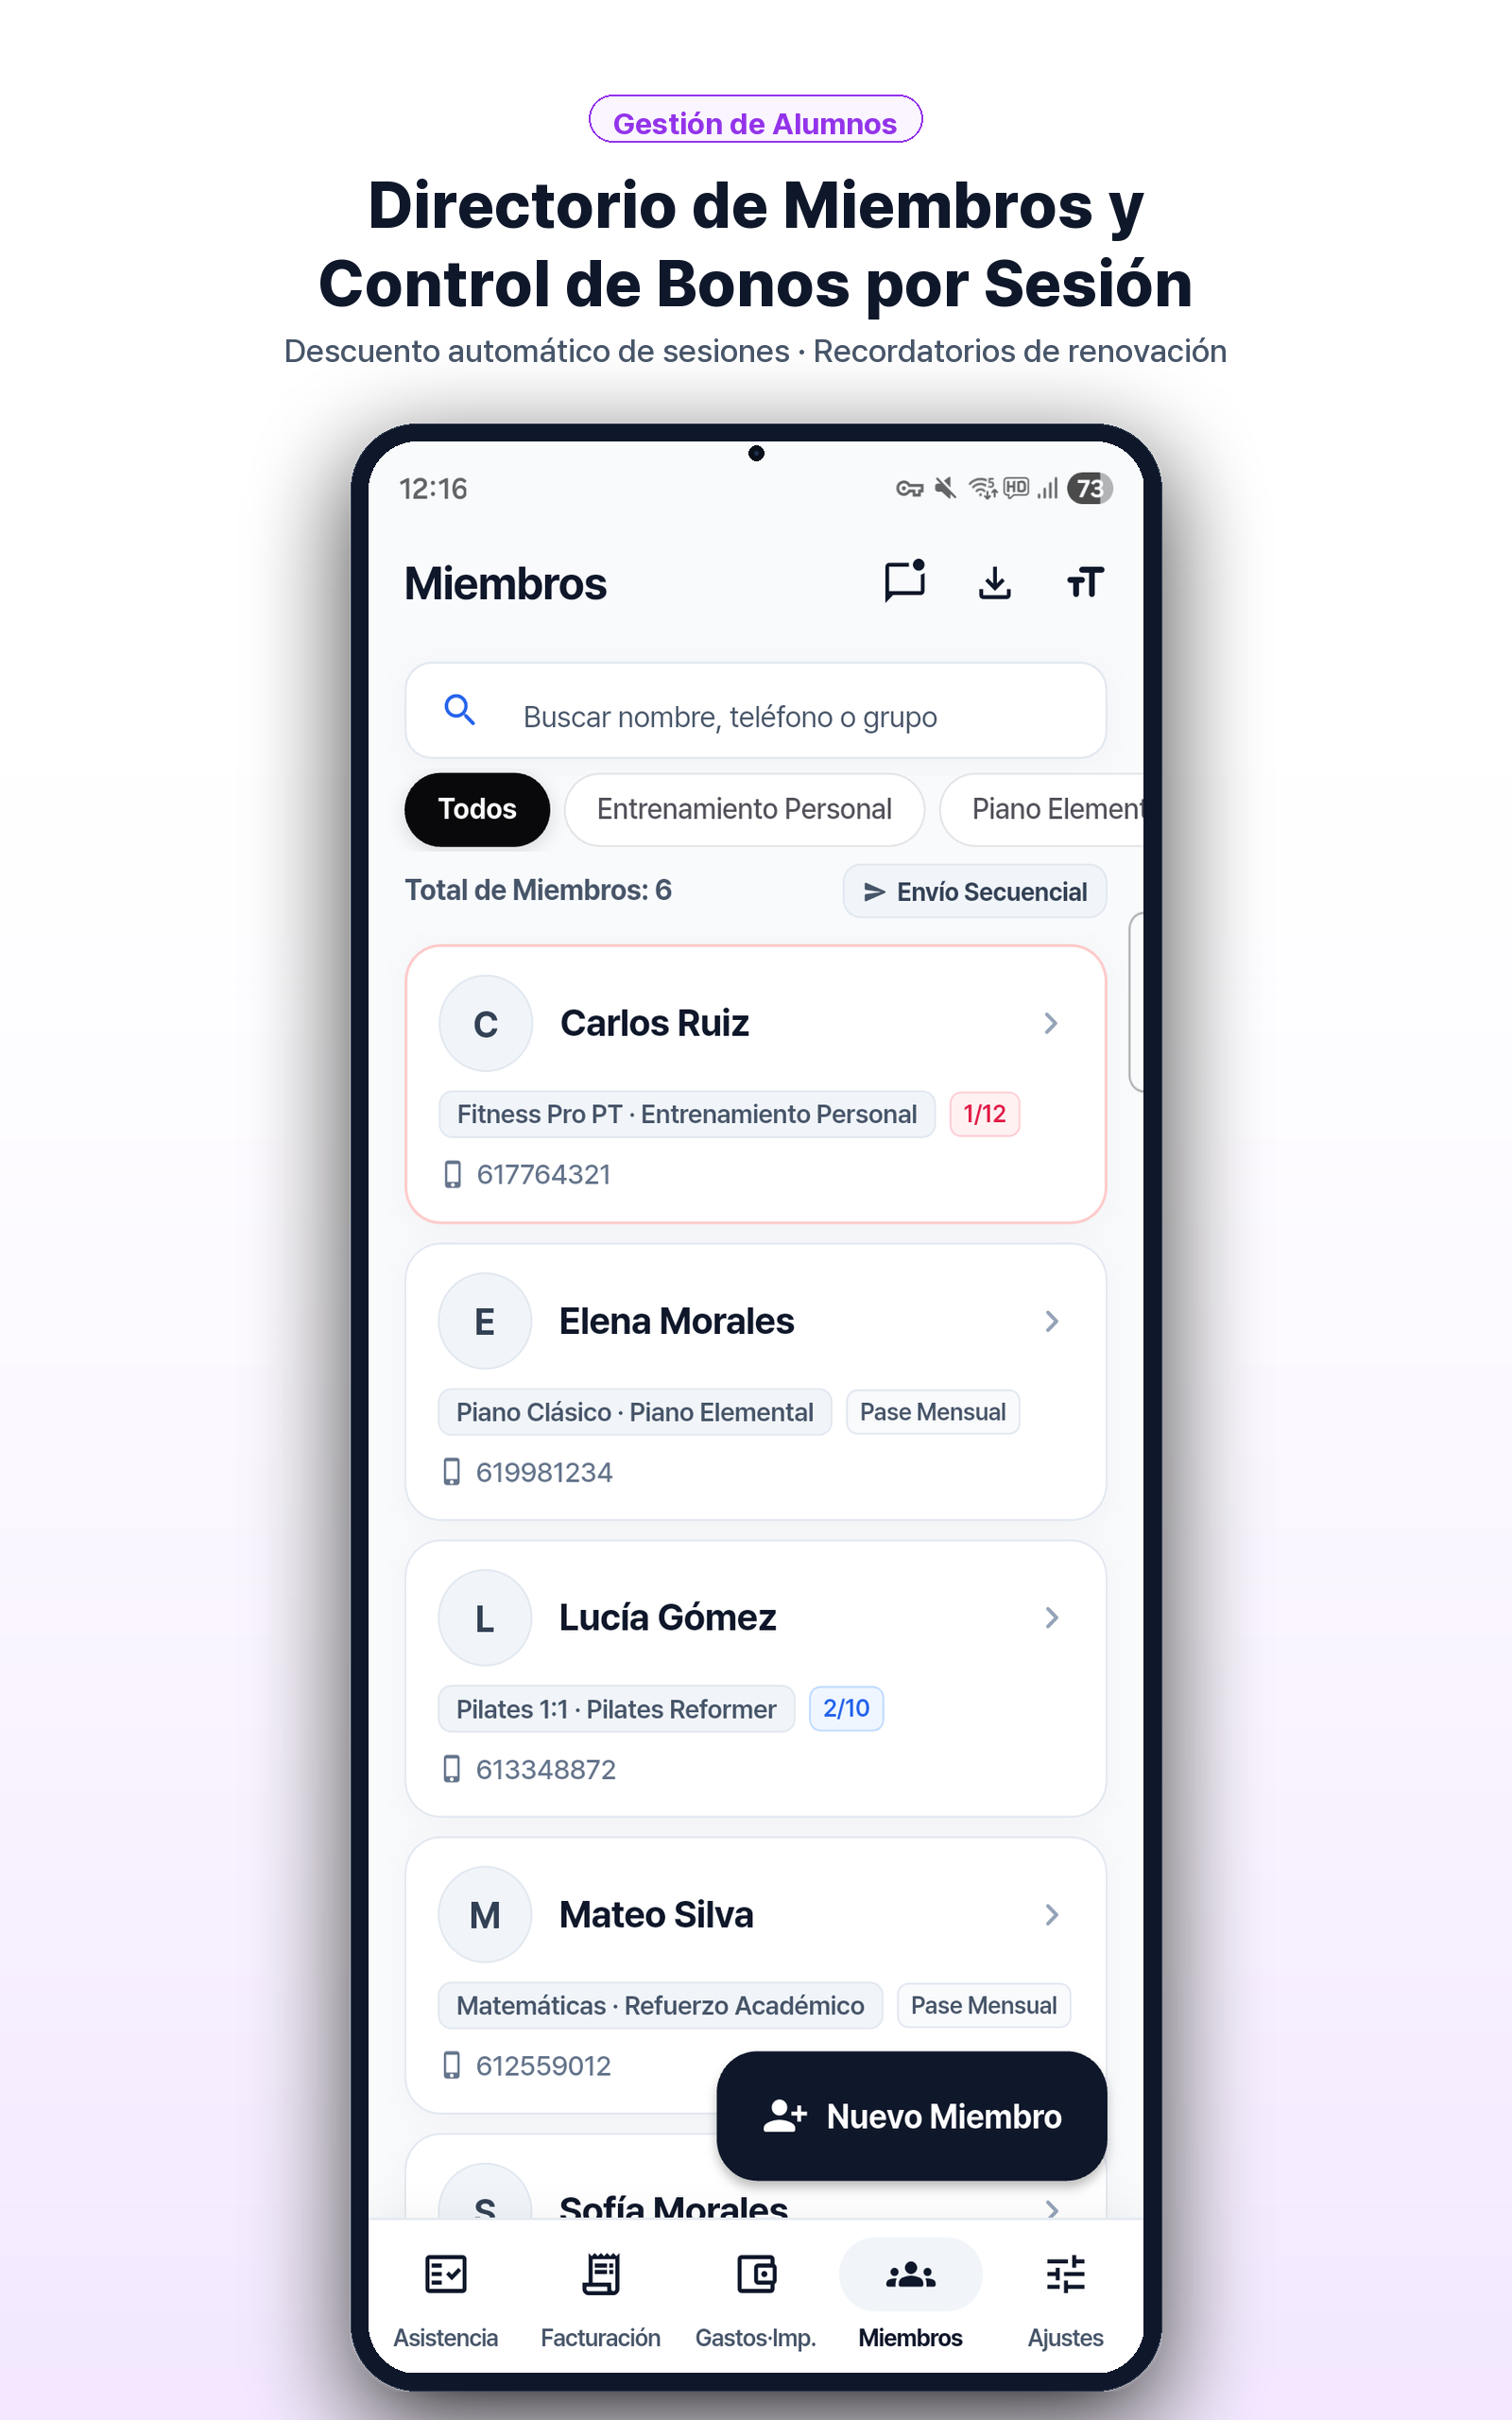 Gestión de Alumnos
Directorio de Miembros y
Control de Bonos por Sesión
Descuento automático de sesiones · Recordatorios de renovación
12:16
5 HD 73
Miembros
Buscar nombre, teléfono o grupo
Todos
Entrenamiento Personal
Piano Element
Total de Miembros: 6
Envío Secuencial
C
Carlos Ruiz
Fitness Pro PT · Entrenamiento Personal
1/12
617764321
E
Elena Morales
Piano Clásico · Piano Elemental
Pase Mensual
619981234
L
Lucía Gómez
Pilates 1:1 · Pilates Reformer
2/10
613348872
M
Mateo Silva
Matemáticas · Refuerzo Académico
Pase Mensual
612559012
Nuevo Miembro
S
Sofía Morales
Asistencia
Facturación
Gastos·Imp.
Miembros
Ajustes